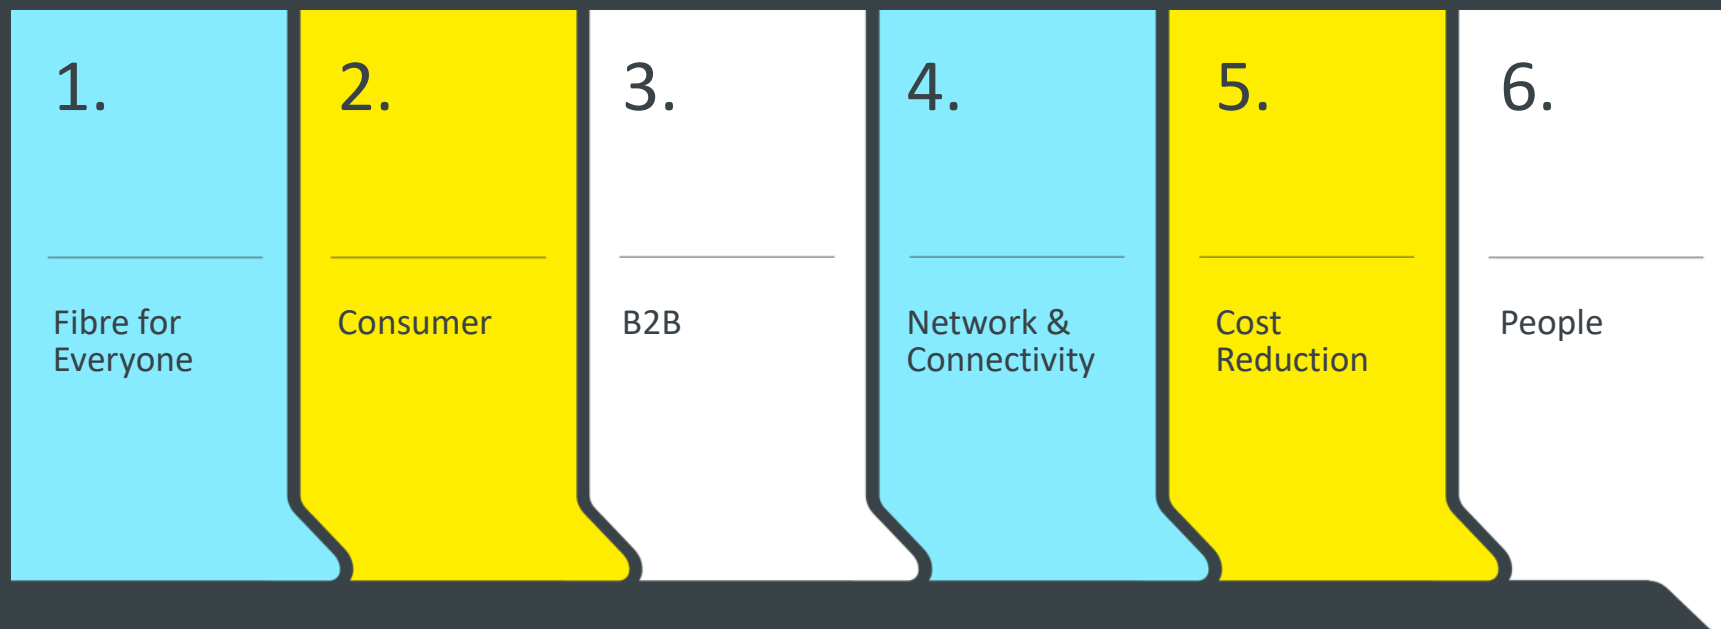 1.
Fibre for
Everyone
2.
Consumer
3.
B2B
4.
Network &
Connectivity
5.
Cost
Reduction
6.
People